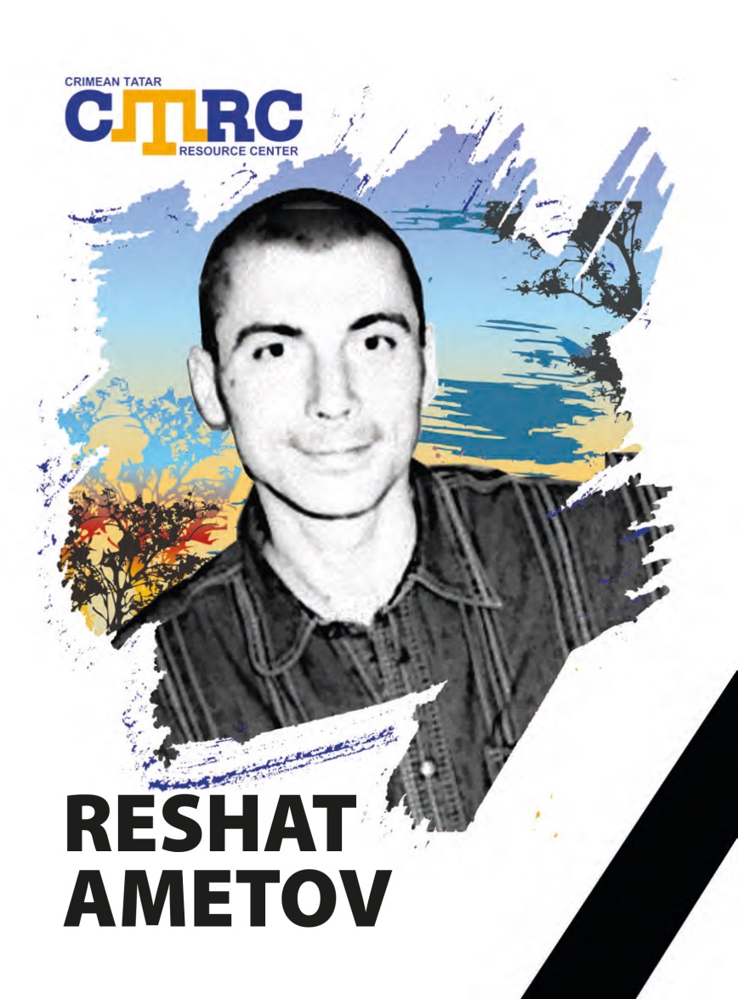 CRIMEAN TATAR
CTRC
RESOURCE CENTER
RESHAT
AMETOV